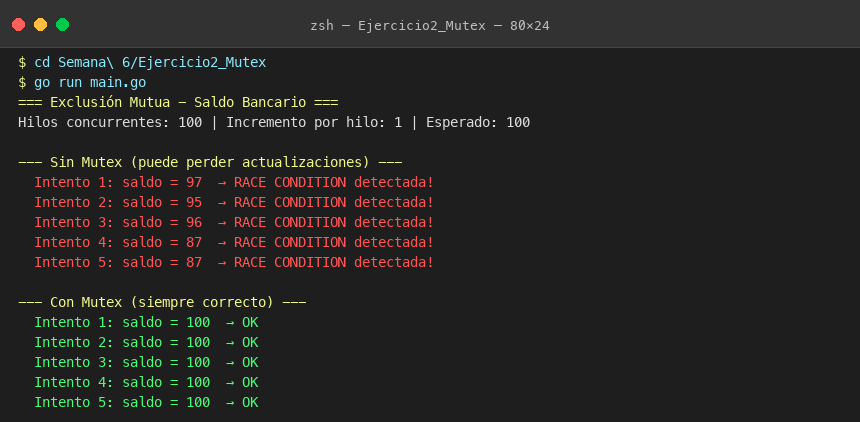 zsh — Ejercicio2_Mutex — 80×24
$ cd Semana\ 6/Ejercicio2_Mutex
$ go run main.go
=== Exclusión Mutua — Saldo Bancario ===
Hilos concurrentes: 100 | Incremento por hilo: 1 | Esperado: 100
——— Sin Mutex (puede perder actualizaciones) ———
Intento 1: saldo = 97 → RACE CONDITION detectada!
Intento 2: saldo = 95 → RACE CONDITION detectada!
Intento 3: saldo = 96 → RACE CONDITION detectada!
Intento 4: saldo = 87 → RACE CONDITION detectada!
Intento 5: saldo = 87 → RACE CONDITION detectada!
——— Con Mutex (siempre correcto) ———
Intento 1: saldo = 100 → OK
Intento 2: saldo = 100 → OK
Intento 3: saldo = 100 → OK
Intento 4: saldo = 100 → OK
Intento 5: saldo = 100 → OK